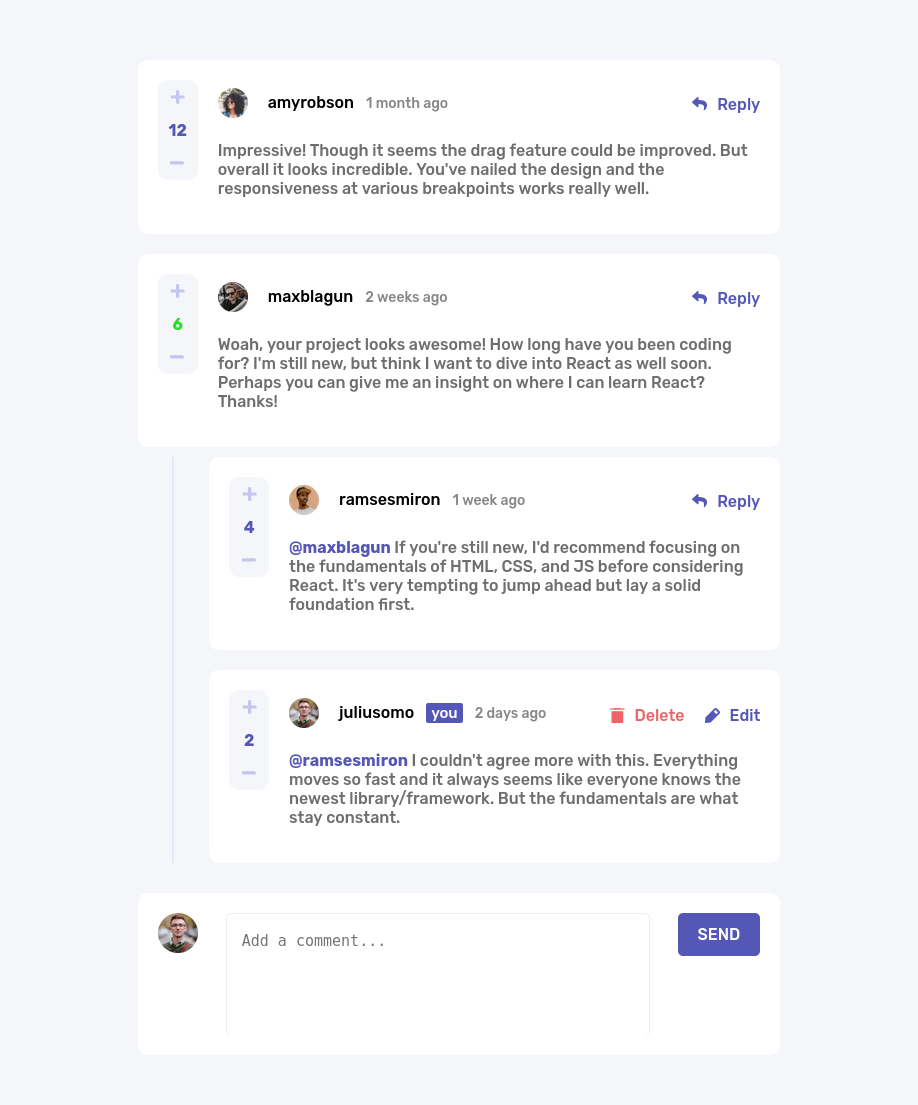 +
12
−
amyrobson 1 month ago Reply
Impressive! Though it seems the drag feature could be improved. But
overall it looks incredible. You've nailed the design and the
responsiveness at various breakpoints works really well.
+
6
−
maxblagun 2 weeks ago Reply
Woah, your project looks awesome! How long have you been coding
for? I'm still new, but think I want to dive into React as well soon.
Perhaps you can give me an insight on where I can learn React?
Thanks!
+
4
−
ramsesmiron 1 week ago Reply
@maxblagun If you're still new, I'd recommend focusing on
the fundamentals of HTML, CSS, and JS before considering
React. It's very tempting to jump ahead but lay a solid
foundation first.
+
2
−
juliusomo you 2 days ago Delete Edit
@ramsesmiron I couldn't agree more with this. Everything
moves so fast and it always seems like everyone knows the
newest library/framework. But the fundamentals are what
stay constant.
Add a comment...
SEND